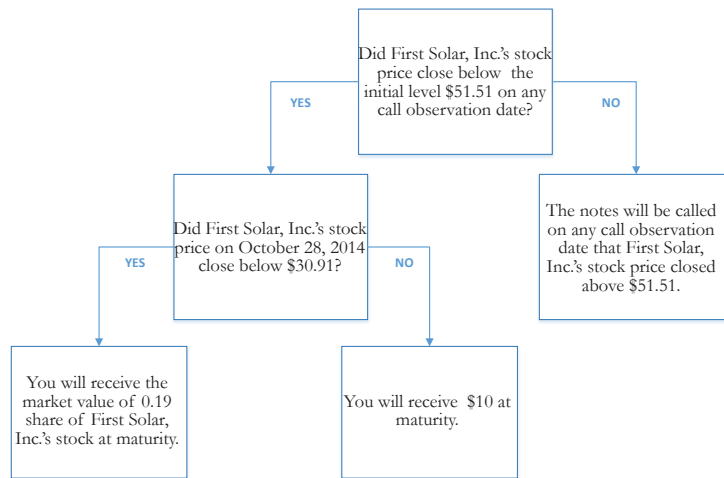 Did First Solar, Inc.'s stock
price close below the
initial level $51.51 on any
call observation date?
YES
NO
Did First Solar, Inc.'s stock
price on October 28, 2014
close below $30.91?
The notes will be called
on any call observation
date that First Solar,
Inc.'s stock price closed
above $51.51.
YES
NO
You will receive the
market value of 0.19
share of First Solar,
Inc.'s stock at maturity.
You will receive $10 at
maturity.